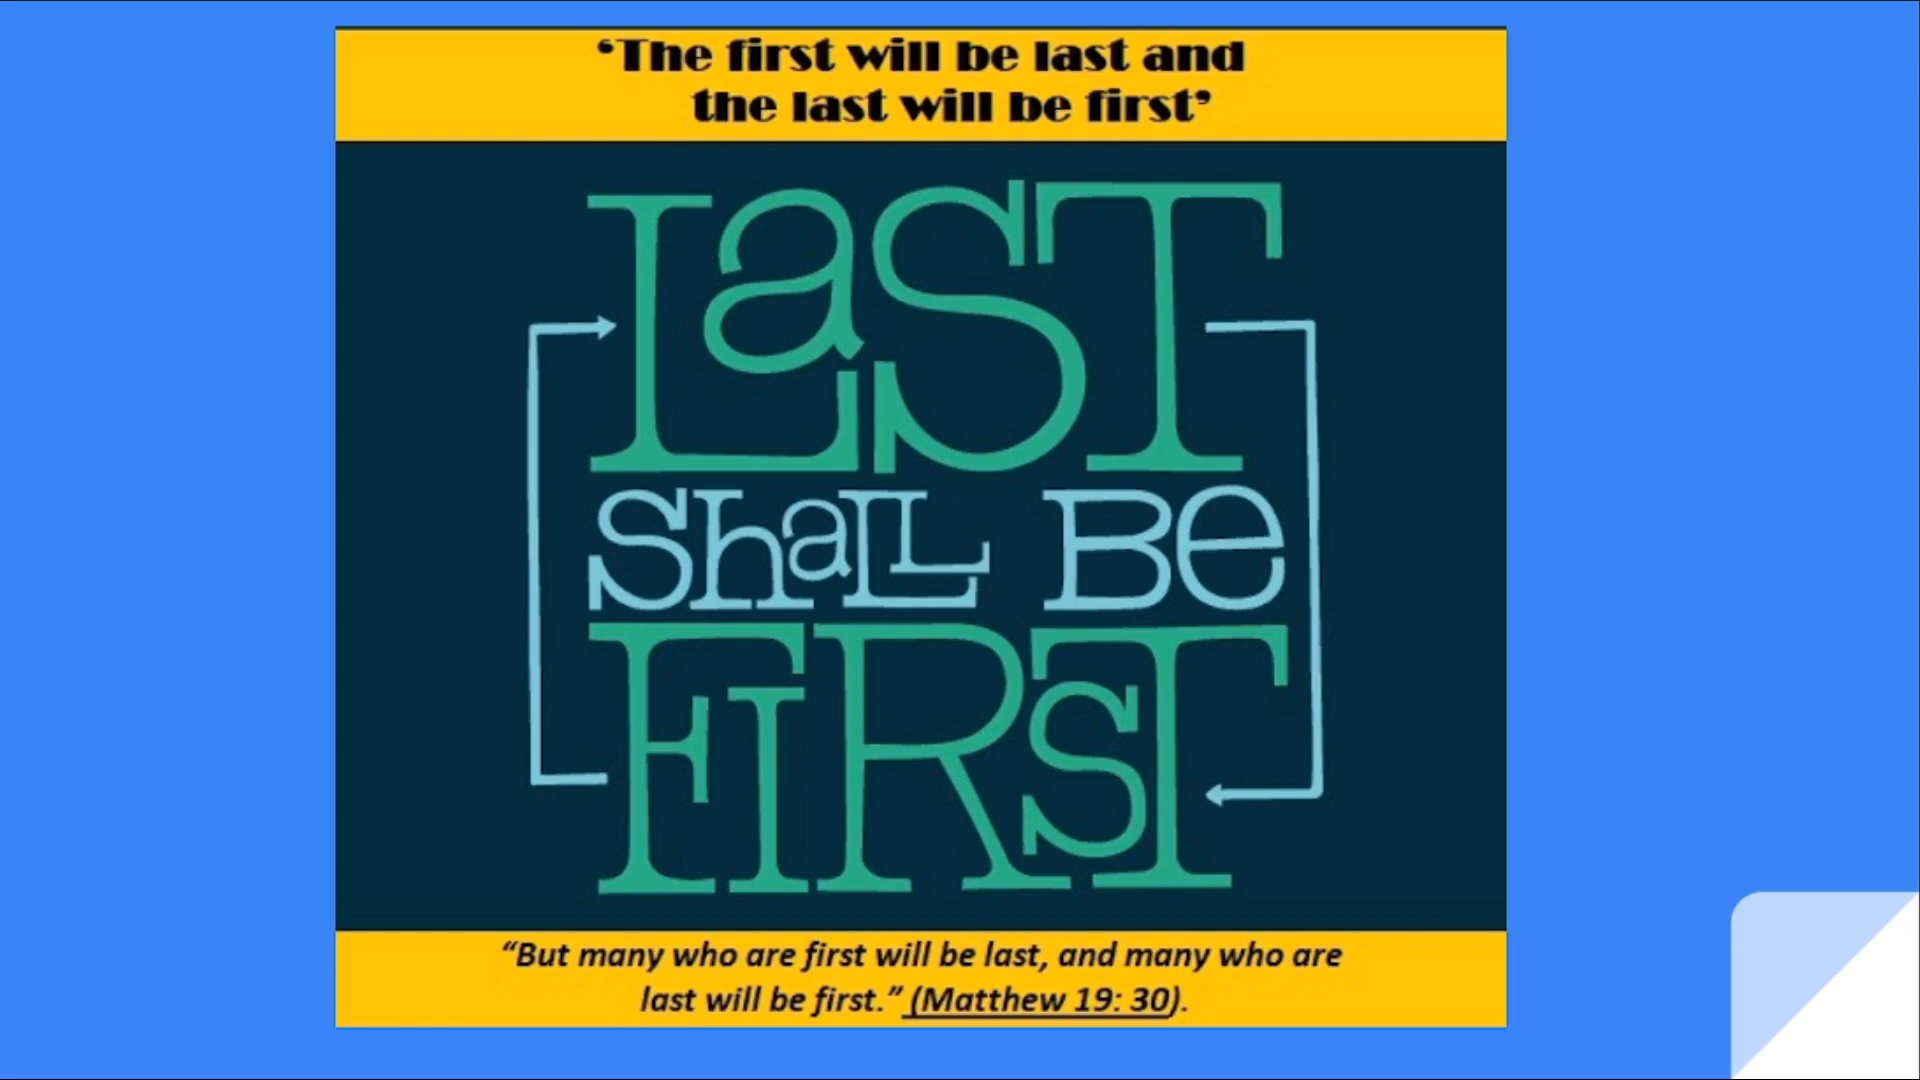 ‘The first will be last and
the last will be first’
LaST
ShaLL Be
FiRST
“But many who are first will be last, and many who are
last will be first.” (Matthew 19: 30).